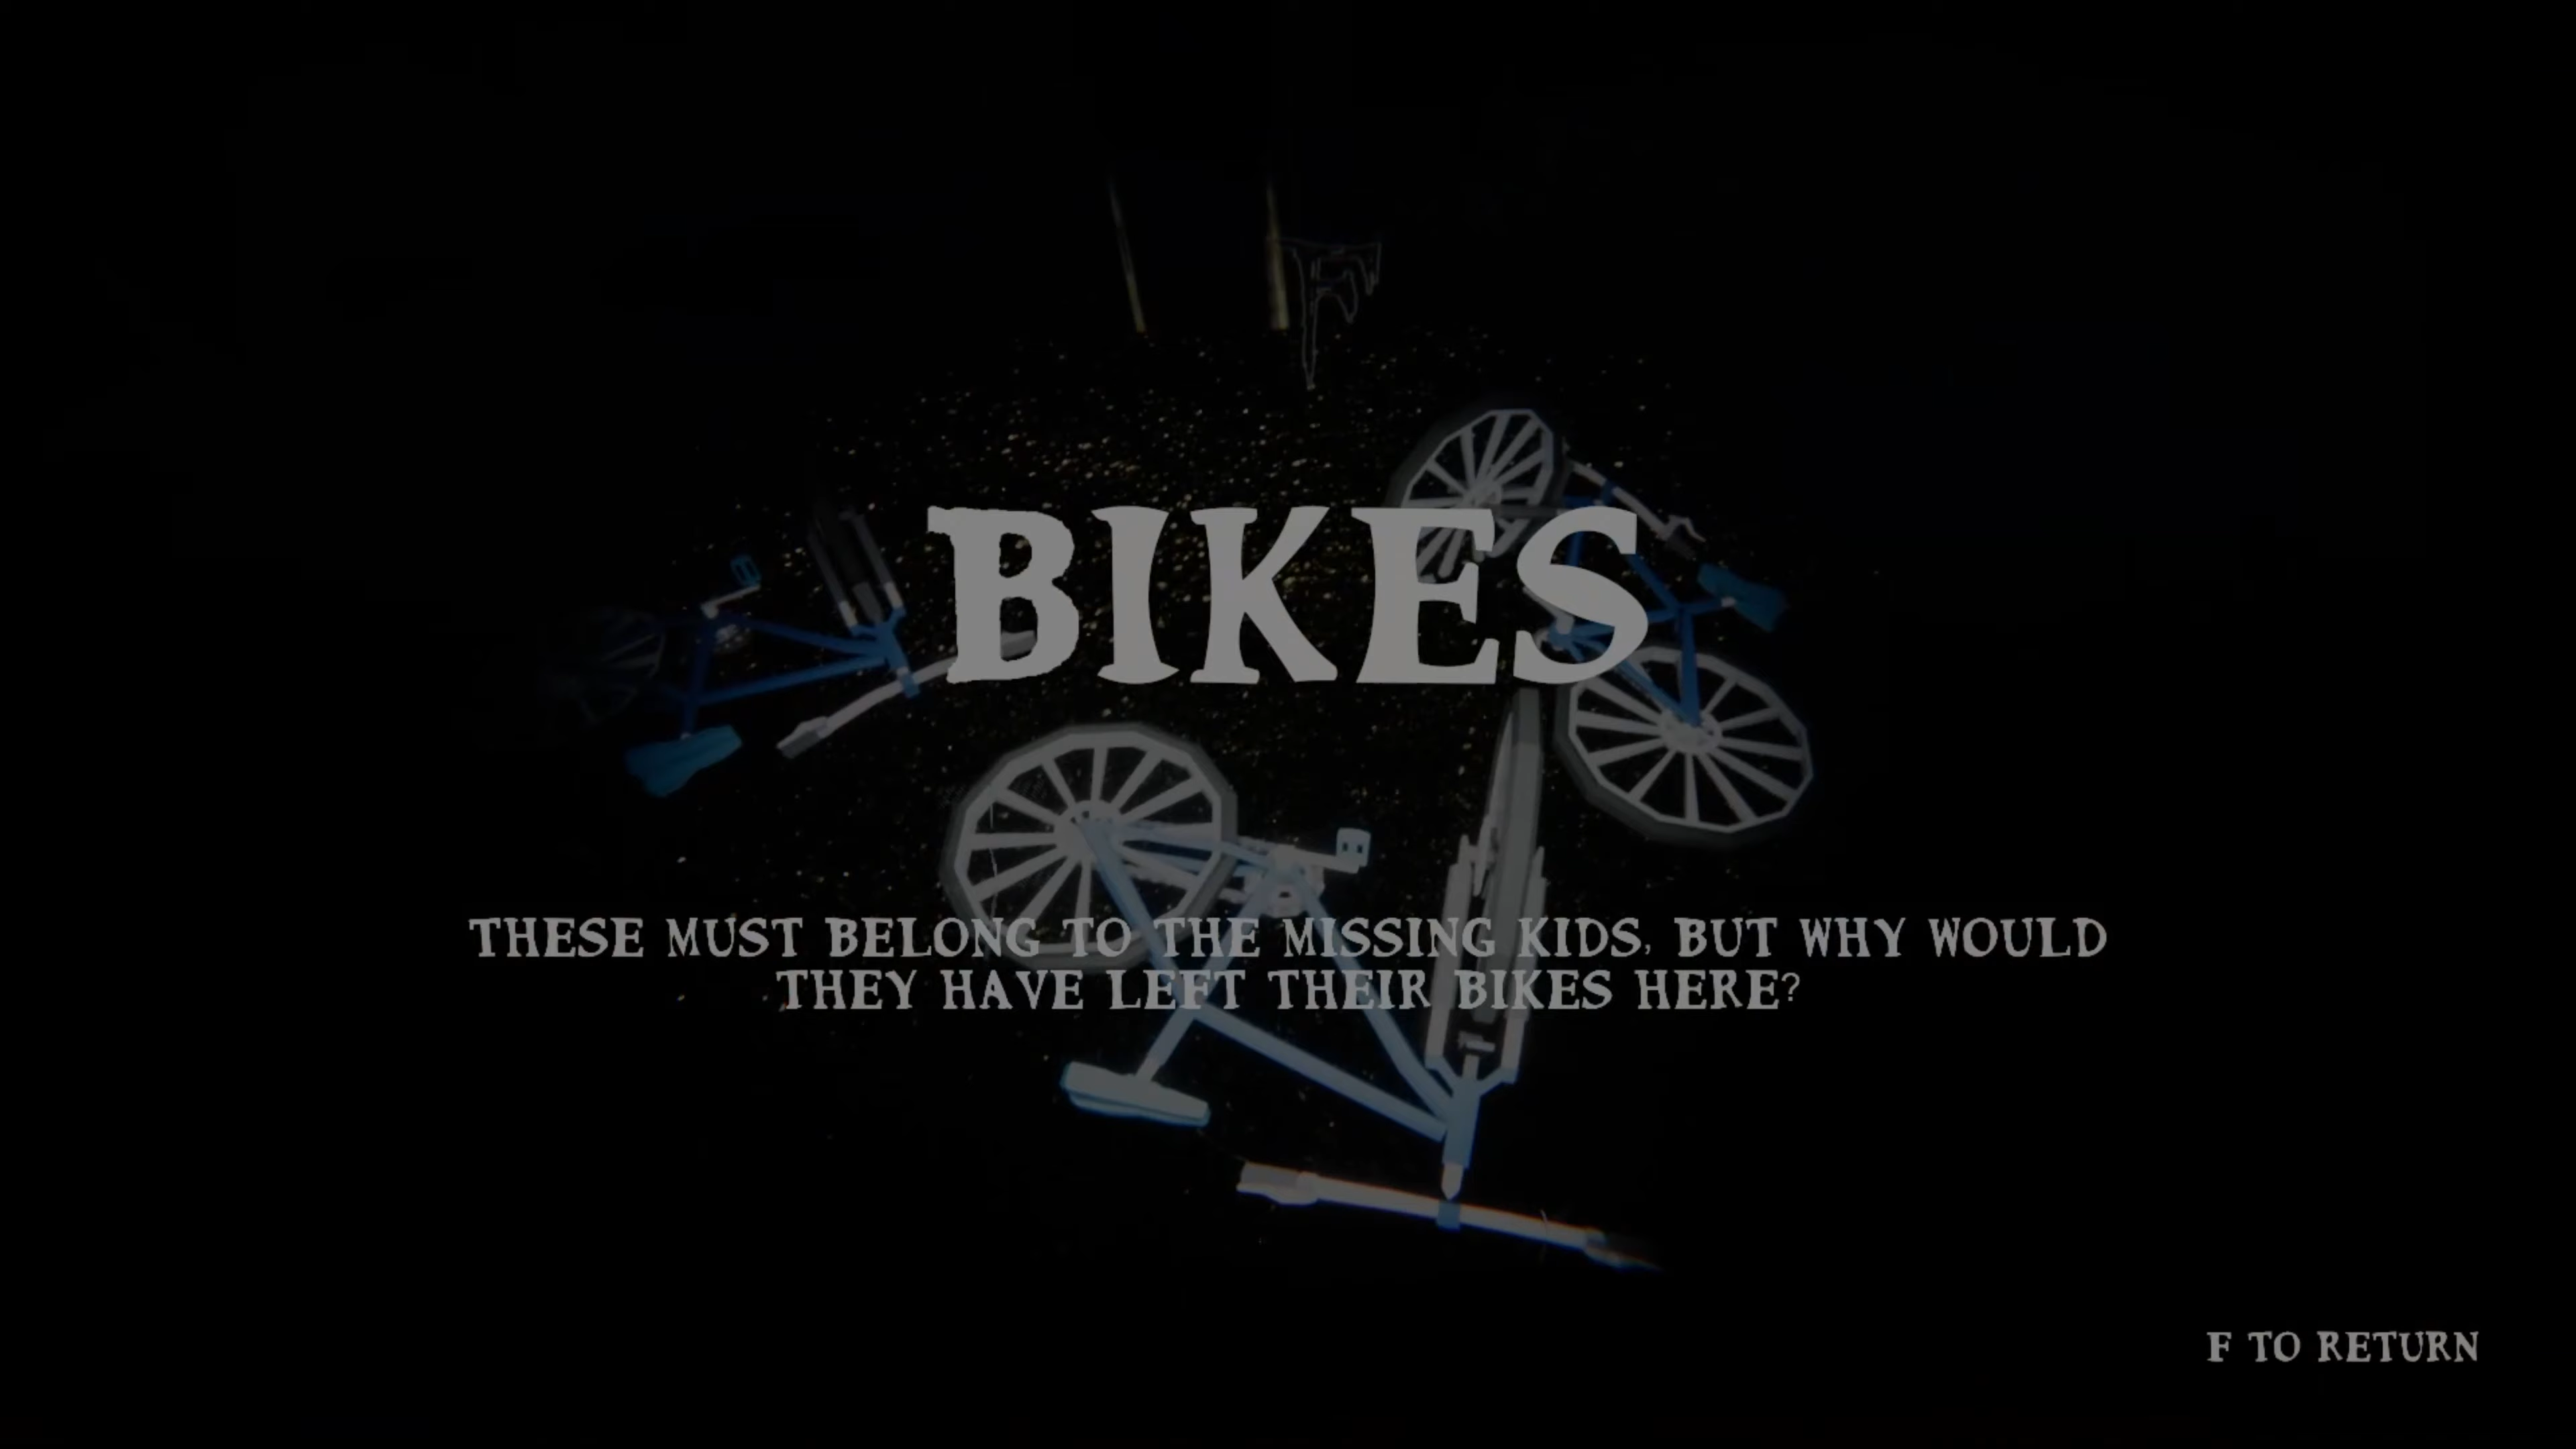 BIKES
THESE MUST BELONG TO THE MISSING KIDS, BUT WHY WOULD
THEY HAVE LEFT THEIR BIKES HERE?
F TO RETURN